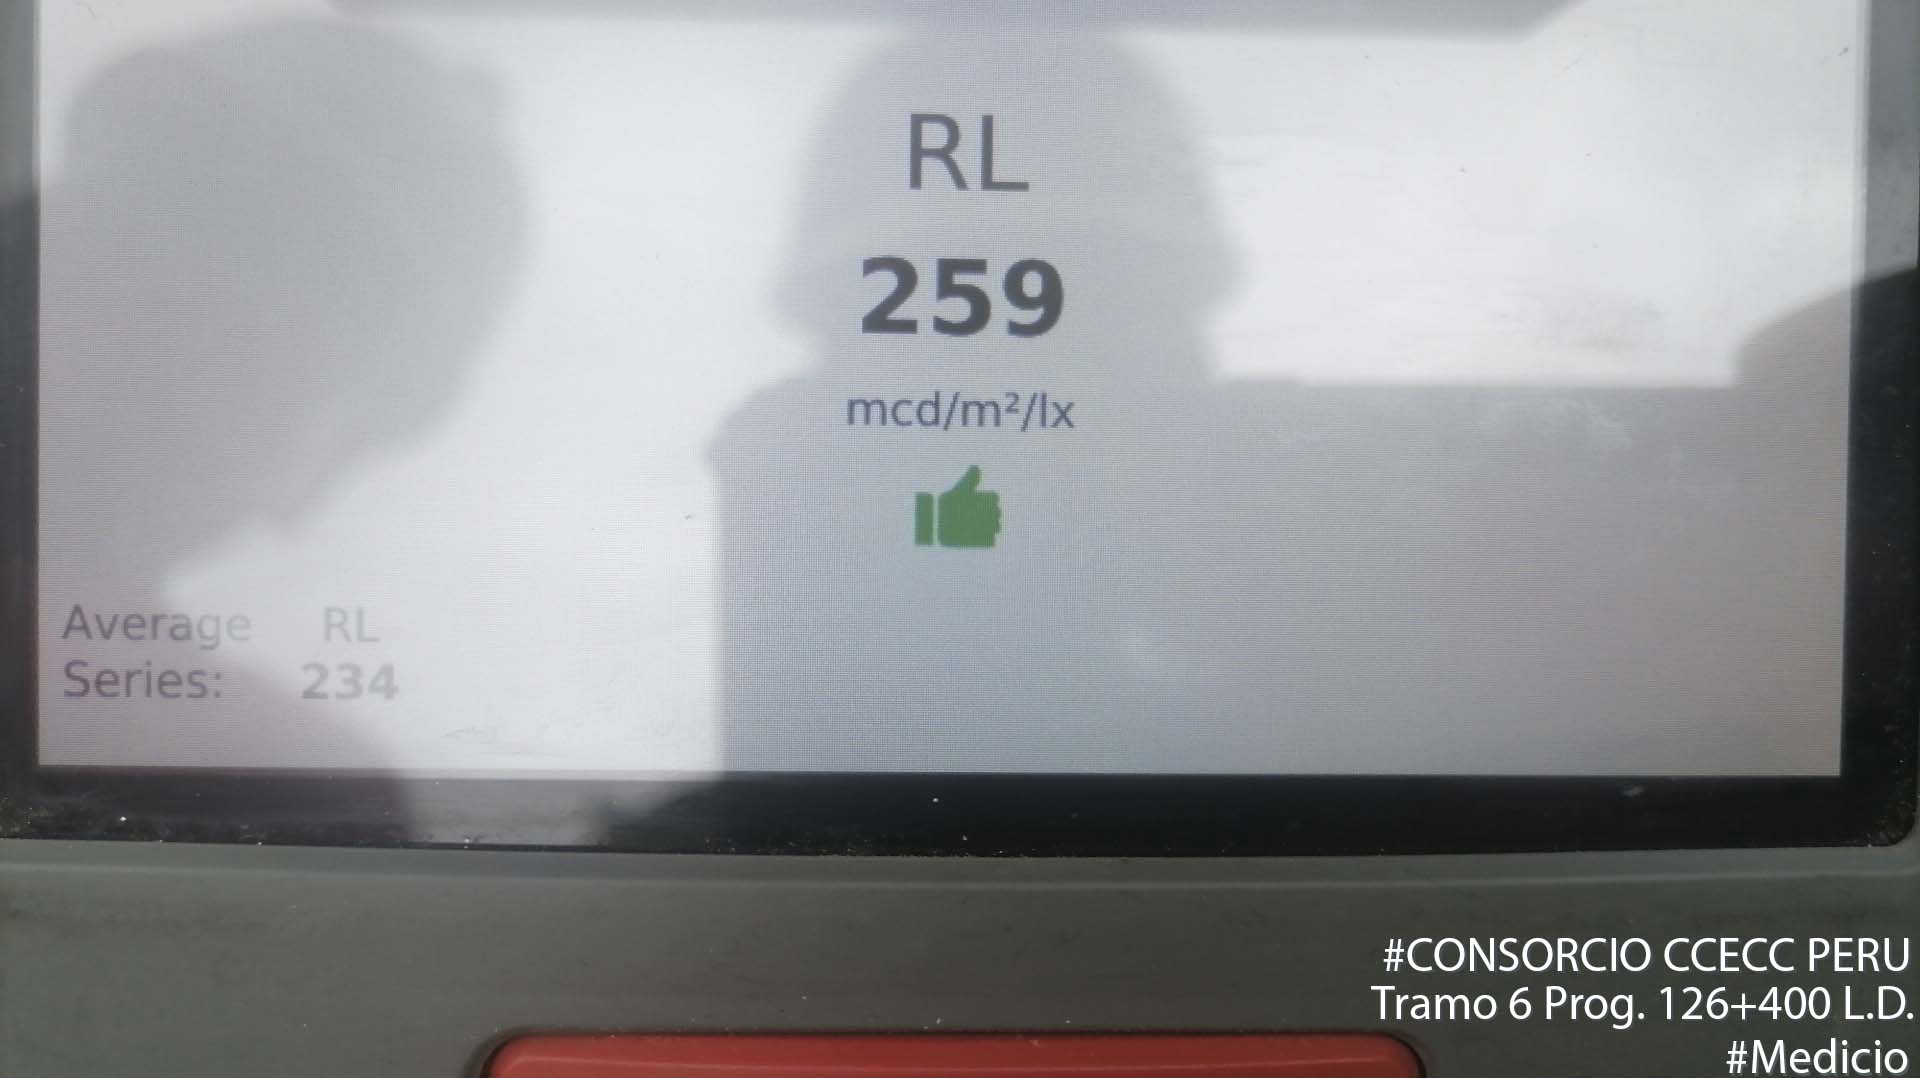 RL
259
mcd/m²/lx
Average RL
Series: 234
#CONSORCIO CCECC PERU
Tramo 6 Prog. 126+400 L.D.
#Medicio